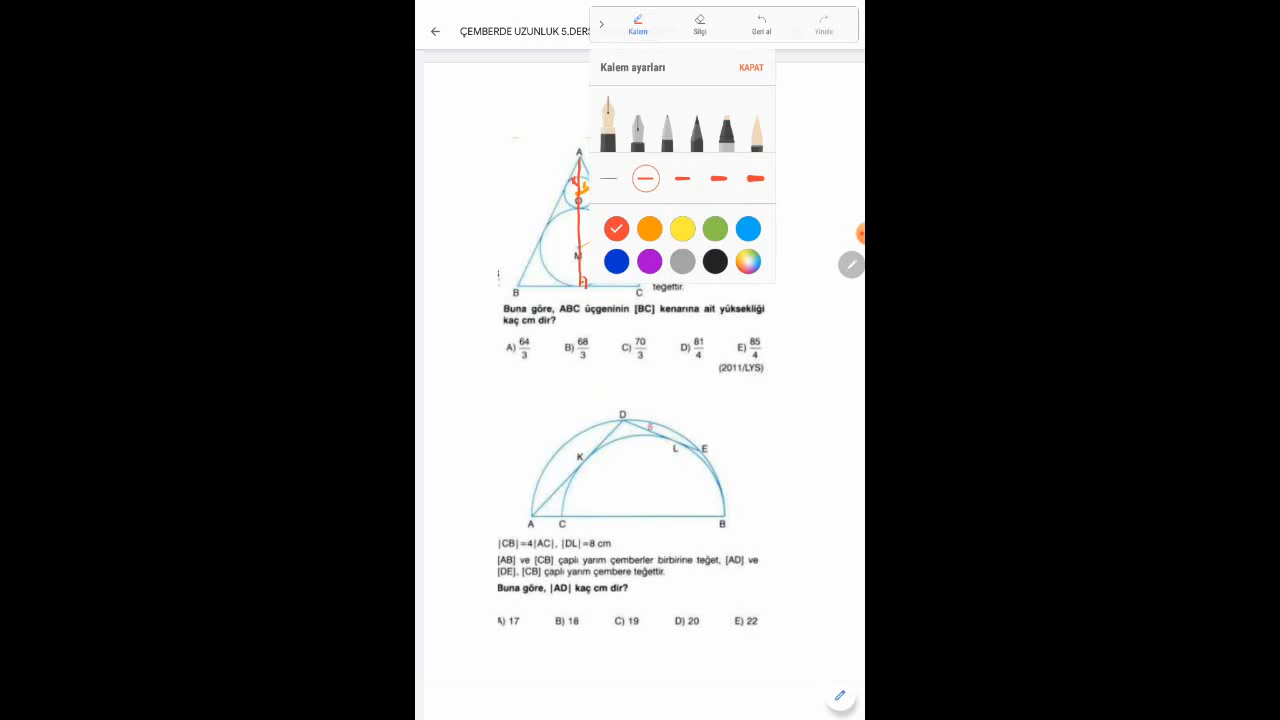 ÇEMBERDE UZUNLUK 5.DERS
Kalem
Silgi
Geri al
Yinele
Kalem ayarları
KAPAT
A
O
M
B
C
teğettir.
Buna göre, ABC üçgeninin [BC] kenarına ait yüksekliği
kaç cm dir?
A) 64/3 B) 68/3 C) 70/3 D) 81/4 E) 85/4
(2011/LYS)
D
8
K
L
E
A
C
B
|CB|=4|AC|, |DL|=8 cm
[AB] ve [CB] çaplı yarım çemberler birbirine teğet, [AD] ve
[DE], [CB] çaplı yarım çembere teğettir.
Buna göre, |AD| kaç cm dir?
A) 17 B) 18 C) 19 D) 20 E) 22